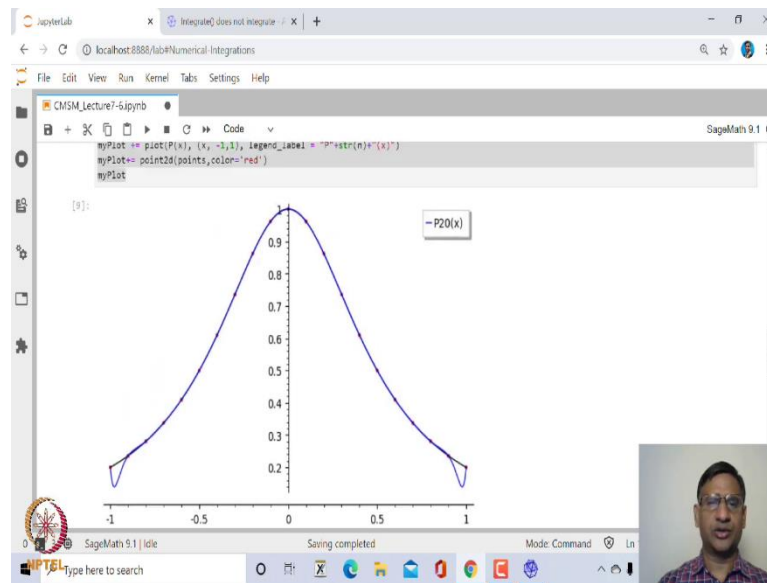 JupyterLab
Integrate() does not integrate - A
localhost:8888/lab#Numerical-Integrations
File Edit View Run Kernel Tabs Settings Help
CMSM_Lecture7-6.ipynb
Code
SageMath 9.1
myPlot += plot(P(x), (x, -1,1), legend_label = "P"+str(n)+"(x)")
myPlot+= point2d(points,color='red')
myPlot
[9]:
P20(x)
1
0.9
0.8
0.7
0.6
0.5
0.4
0.3
0.2
-1 -0.5 0 0.5 1
0 SageMath 9.1 | Idle Saving completed Mode: Command Ln
NPTEL
Type here to search